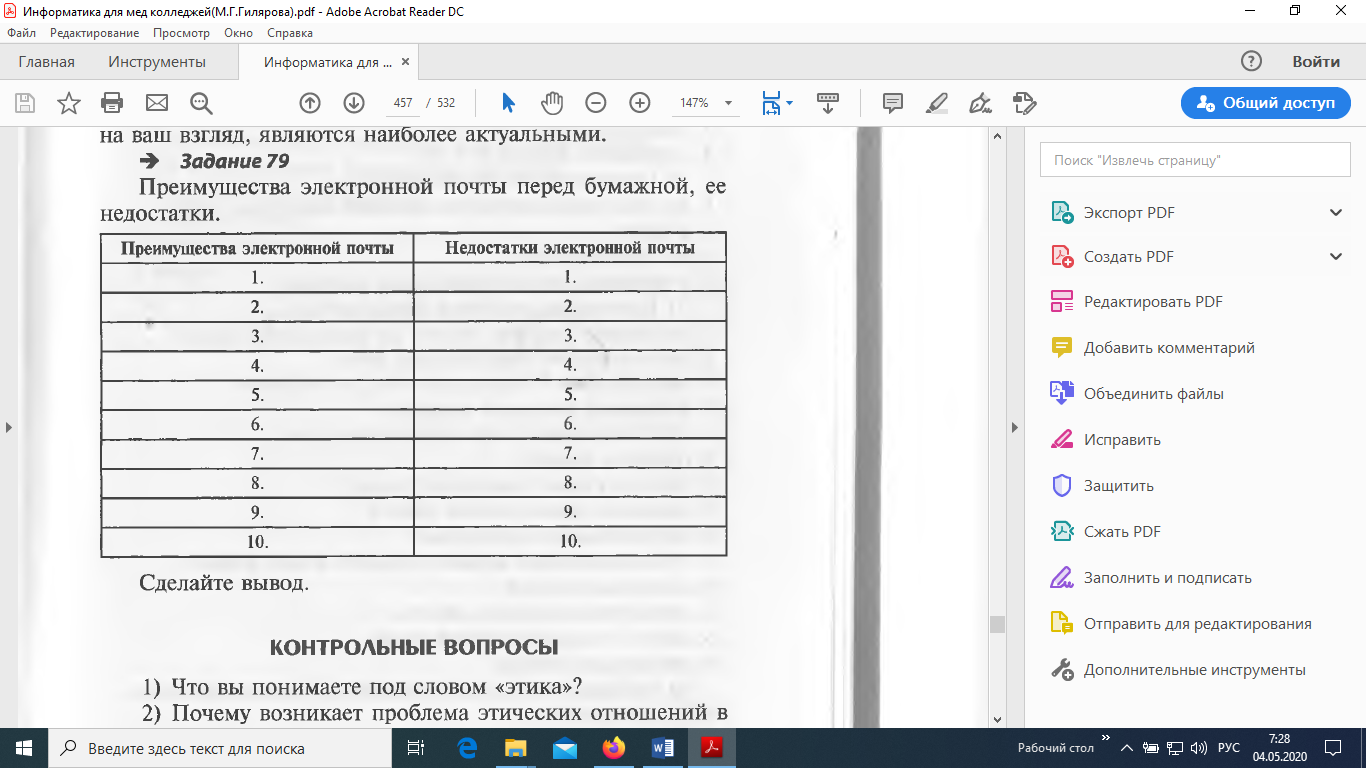 Информатика для мед колледжей(М.Г.Гилярова).pdf - Adobe Acrobat Reader DC
Файл Редактирование Просмотр Окно Справка
Главная Инструменты Информатика для ... × Войти
457 / 532 147% Общий доступ
на ваш взгляд, являются наиболее актуальными.
➔ Задание 79
Преимущества электронной почты перед бумажной, ее
недостатки.
Преимущества электронной почты Недостатки электронной почты
1. 1.
2. 2.
3. 3.
4. 4.
5. 5.
6. 6.
7. 7.
8. 8.
9. 9.
10. 10.
Сделайте вывод.
КОНТРОЛЬНЫЕ ВОПРОСЫ
1) Что вы понимаете под словом «этика»?
2) Почему возникает проблема этических отношений в
Поиск "Извлечь страницу"
Экспорт PDF
Создать PDF
Редактировать PDF
Добавить комментарий
Объединить файлы
Исправить
Защитить
Сжать PDF
Заполнить и подписать
Отправить для редактирования
Дополнительные инструменты
Введите здесь текст для поиска
Рабочий стол » РУС 7:28
04.05.2020